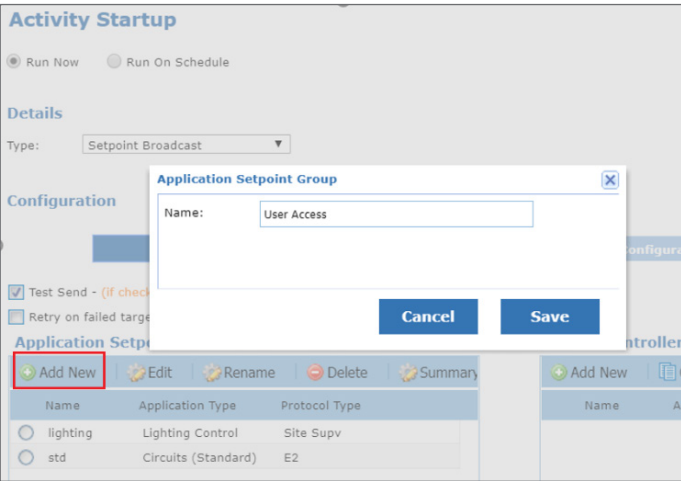 Activity Startup
Run Now Run On Schedule
Details
Type: Setpoint Broadcast
Application Setpoint Group
Configuration
Name: User Access
Test Send - (if check
Retry on failed targe
Cancel Save
Application Setp
Add New Edit Rename Delete Summary
Add New
Name Application Type Protocol Type
Name
lighting Lighting Control Site Supv
std Circuits (Standard) E2